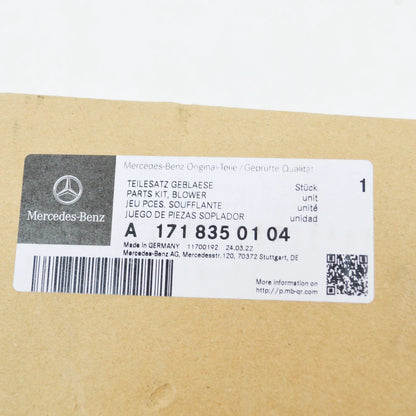 Mercedes-Benz Original-Teile / Geprüfte Qualität
TEILESATZ GEBLAESE Stück 1
PARTS KIT, BLOWER unit
JEU PCES. SOUFFLANTE unité
JUEGO DE PIEZAS SOPLADOR unidad
Mercedes-Benz
A 171 835 01 04
Made in GERMANY 11700192 24.03.22
Mercedes-Benz AG, Mercedesstr.120, 70372 Stuttgart, DE
More information on
http://p.mb-qr.com